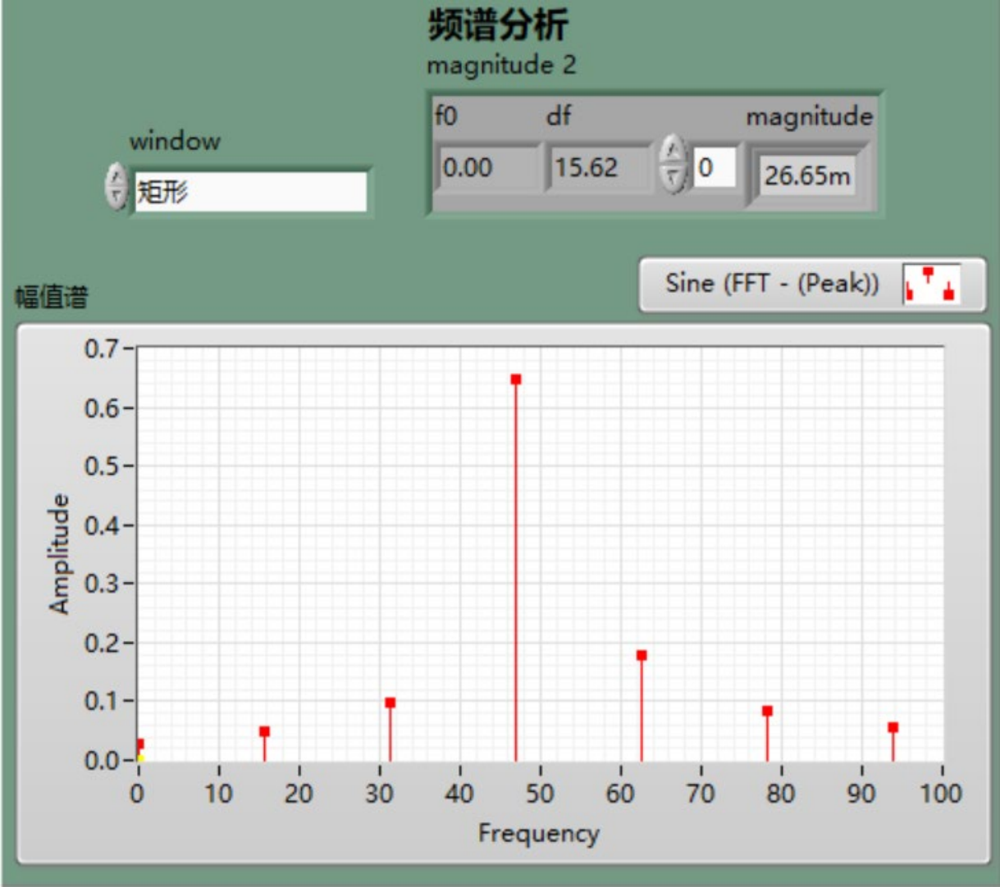 频谱分析
magnitude 2
f0 df magnitude
0.00 15.62 0 26.65m
window
矩形
Sine (FFT - (Peak))
幅值谱
0.7
0.6
0.5
0.4
0.3
0.2
0.1
0.0
Amplitude
0 10 20 30 40 50 60 70 80 90 100
Frequency